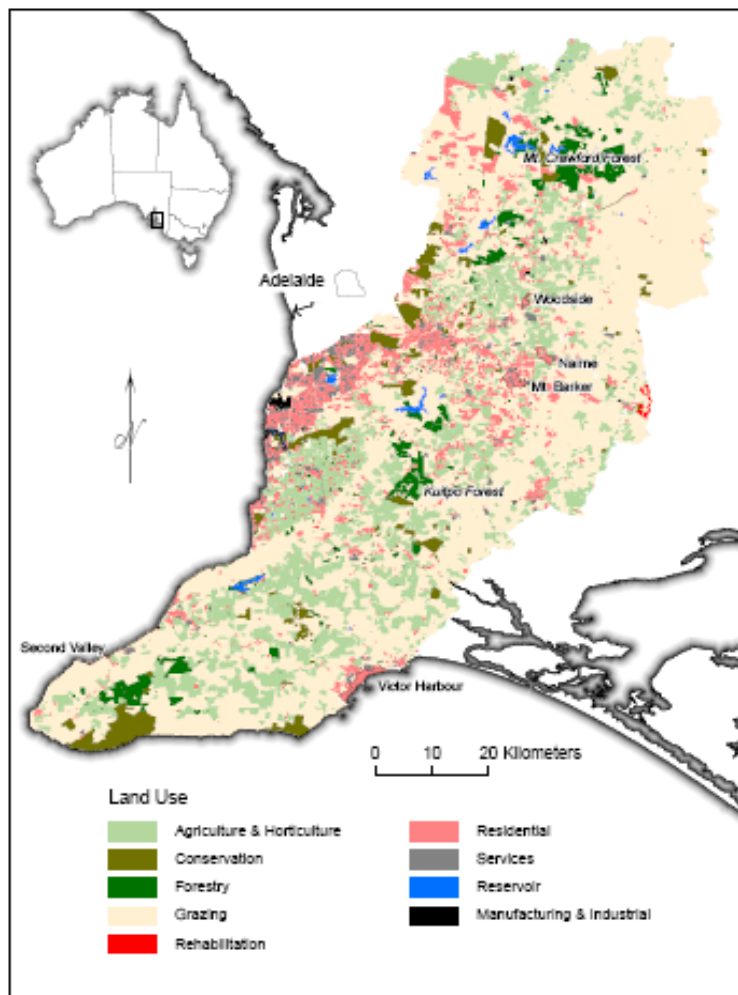 Mt. Crawford Forest
Adelaide
Woodside
Nairne
Mt. Barker
N
Kuitpo Forest
Second Valley
Victor Harbour
0 10 20 Kilometers
Land Use
Agriculture & Horticulture
Residential
Conservation
Services
Forestry
Reservoir
Grazing
Manufacturing & Industrial
Rehabilitation